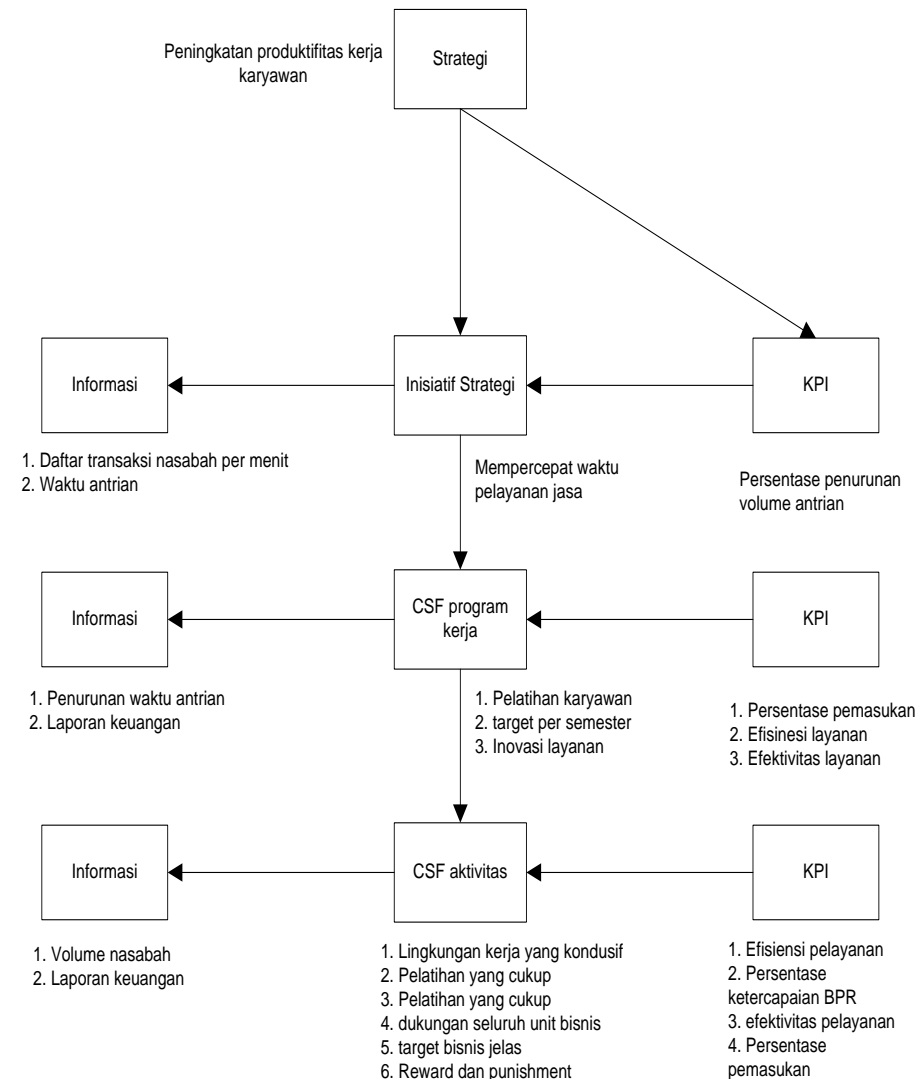 Peningkatan produktifitas kerja
karyawan
Strategi
Informasi
Inisiatif Strategi
KPI
1. Daftar transaksi nasabah per menit
2. Waktu antrian
Mempercepat waktu
pelayanan jasa
Persentase penurunan
volume antrian
Informasi
CSF program
kerja
KPI
1. Penurunan waktu antrian
2. Laporan keuangan
1. Pelatihan karyawan
2. target per semester
3. Inovasi layanan
1. Persentase pemasukan
2. Efisinesi layanan
3. Efektivitas layanan
Informasi
CSF aktivitas
KPI
1. Volume nasabah
2. Laporan keuangan
1. Lingkungan kerja yang kondusif
2. Pelatihan yang cukup
3. Pelatihan yang cukup
4. dukungan seluruh unit bisnis
5. target bisnis jelas
6. Reward dan punishment
1. Efisiensi pelayanan
2. Persentase
ketercapaian BPR
3. efektivitas pelayanan
4. Persentase
pemasukan